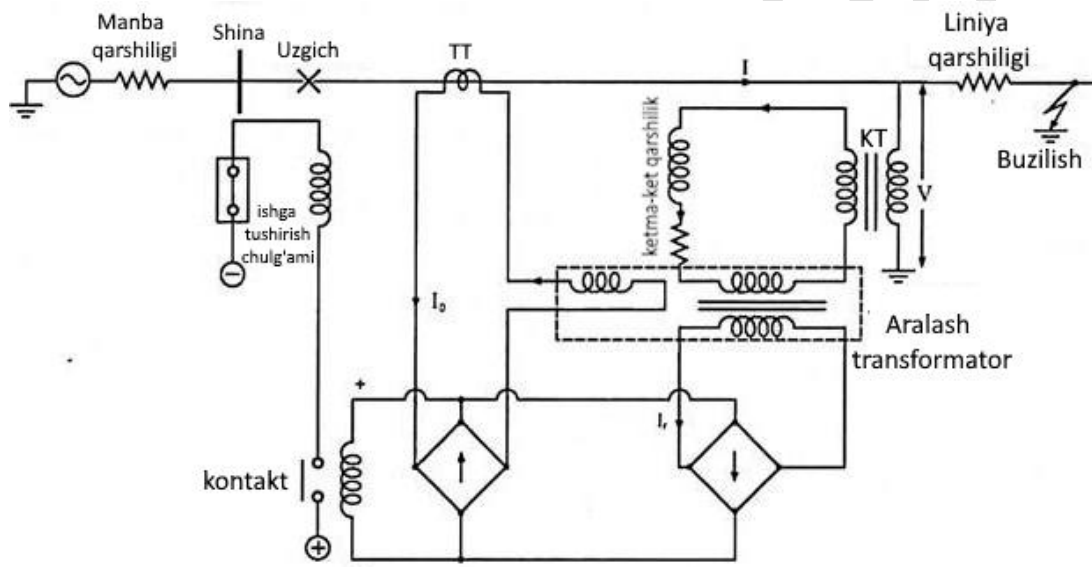 Manba
qarshiligi
Shina
Uzgich
TT
I
Liniya
qarshiligi
ketma-ket qarshilik
KT
V
Buzilish
ishga
tushirish
chulg'ami
−
I₀
Aralash
transformator
+
Iᵣ
kontakt
+